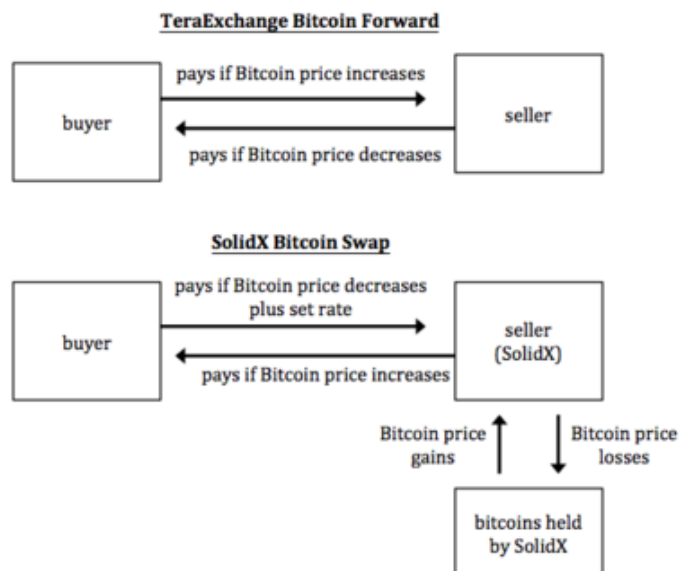 TeraExchange Bitcoin Forward
pays if Bitcoin price increases
buyer
seller
pays if Bitcoin price decreases
SolidX Bitcoin Swap
pays if Bitcoin price decreases
plus set rate
buyer
seller
(SolidX)
pays if Bitcoin price increases
Bitcoin price
gains
Bitcoin price
losses
bitcoins held
by SolidX